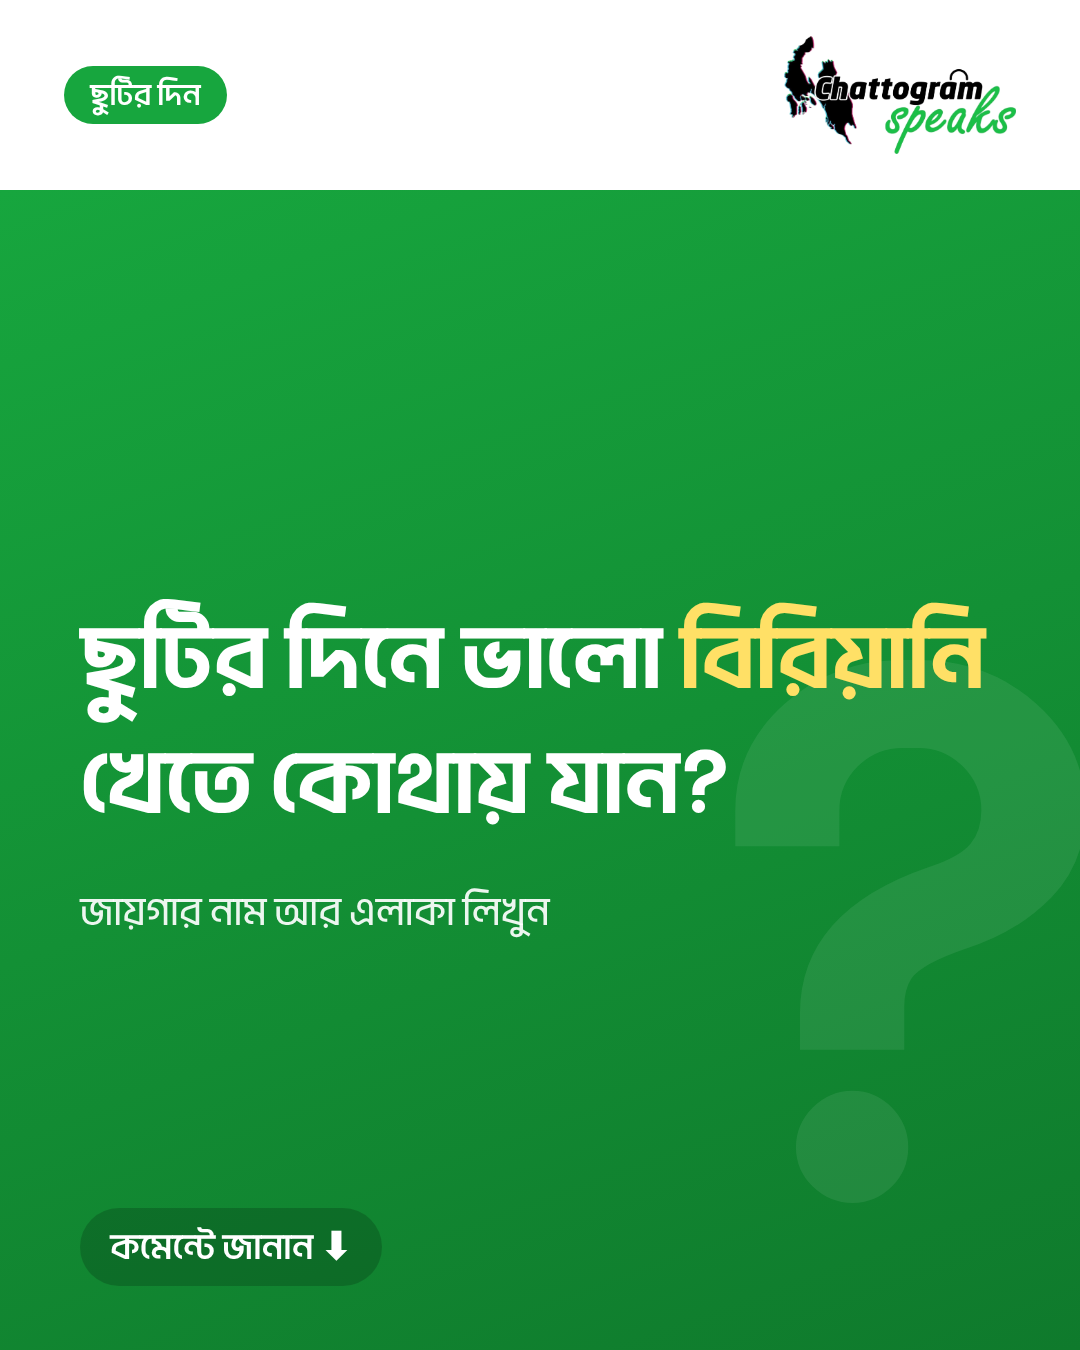 ছুটির দিন
Chattogram
speaks
ছুটির দিনে ভালো বিরিয়ানি
খেতে কোথায় যান?
জায়গার নাম আর এলাকা লিখুন
কমেন্টে জানান ⬇